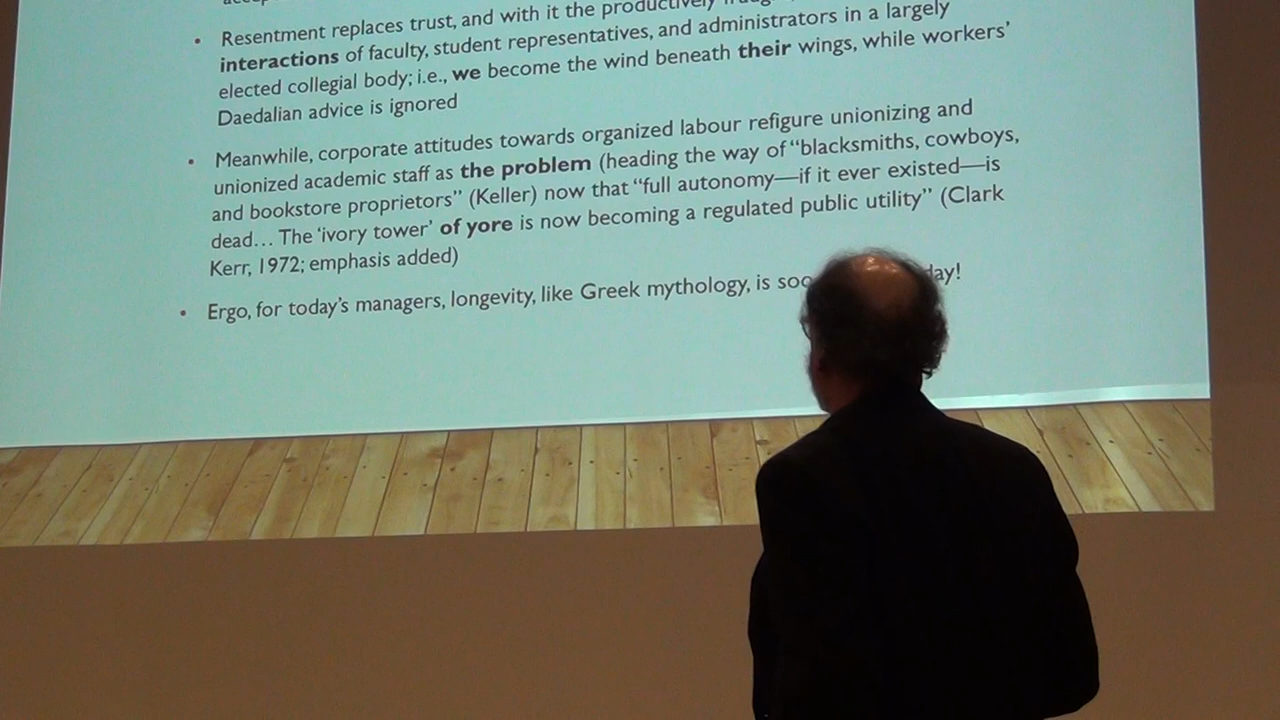 • Resentment replaces trust, and with it the productively
interactions of faculty, student representatives, and administrators in a largely
elected collegial body; i.e., we become the wind beneath their wings, while workers'
Daedalian advice is ignored
• Meanwhile, corporate attitudes towards organized labour refigure unionizing and
unionized academic staff as the problem (heading the way of “blacksmiths, cowboys,
and bookstore proprietors” (Keller) now that “full autonomy—if it ever existed—is
dead… The ‘ivory tower’ of yore is now becoming a regulated public utility” (Clark
Kerr, 1972; emphasis added)
• Ergo, for today’s managers, longevity, like Greek mythology, is